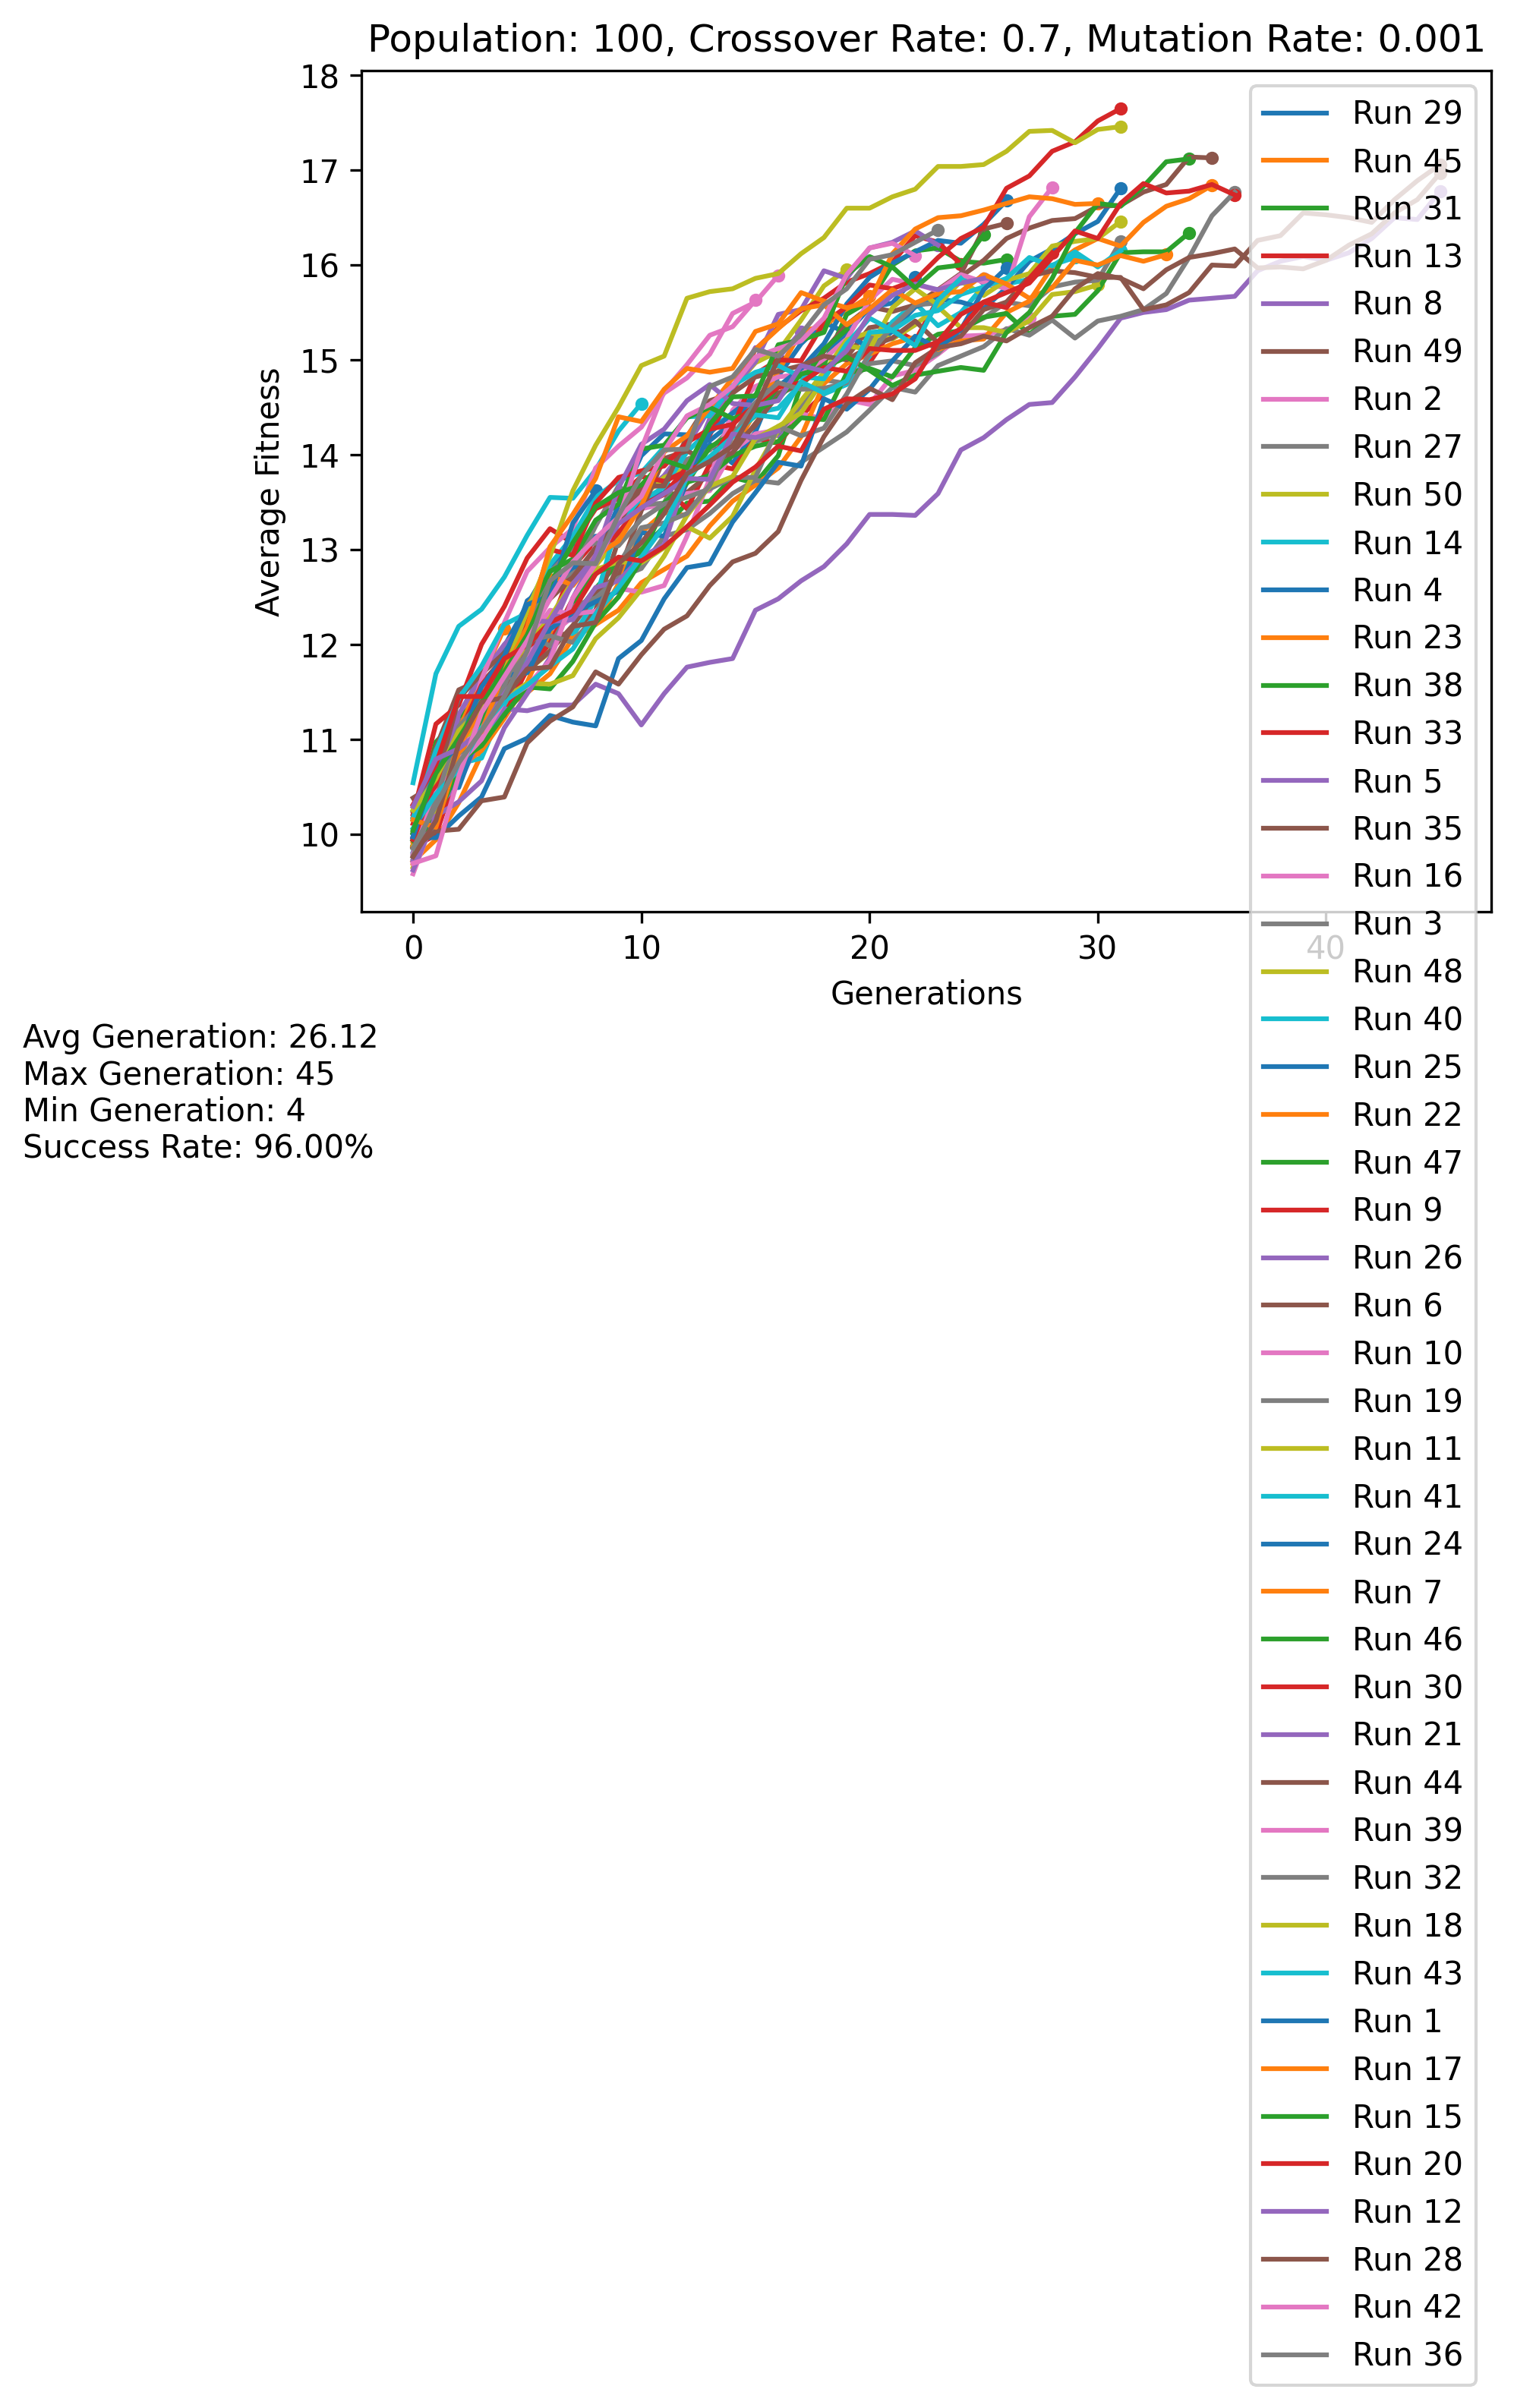 Population: 100, Crossover Rate: 0.7, Mutation Rate: 0.001
18
17
16
15
14
13
12
11
10
Average Fitness
0
10
20
30
40
Generations
Run 29
Run 45
Run 31
Run 13
Run 8
Run 49
Run 2
Run 27
Run 50
Run 14
Run 4
Run 23
Run 38
Run 33
Run 5
Run 35
Run 16
Run 3
Run 48
Run 40
Run 25
Run 22
Run 47
Run 9
Run 26
Run 6
Run 10
Run 19
Run 11
Run 41
Run 24
Run 7
Run 46
Run 30
Run 21
Run 44
Run 39
Run 32
Run 18
Run 43
Run 1
Run 17
Run 15
Run 20
Run 12
Run 28
Run 42
Run 36
Avg Generation: 26.12
Max Generation: 45
Min Generation: 4
Success Rate: 96.00%